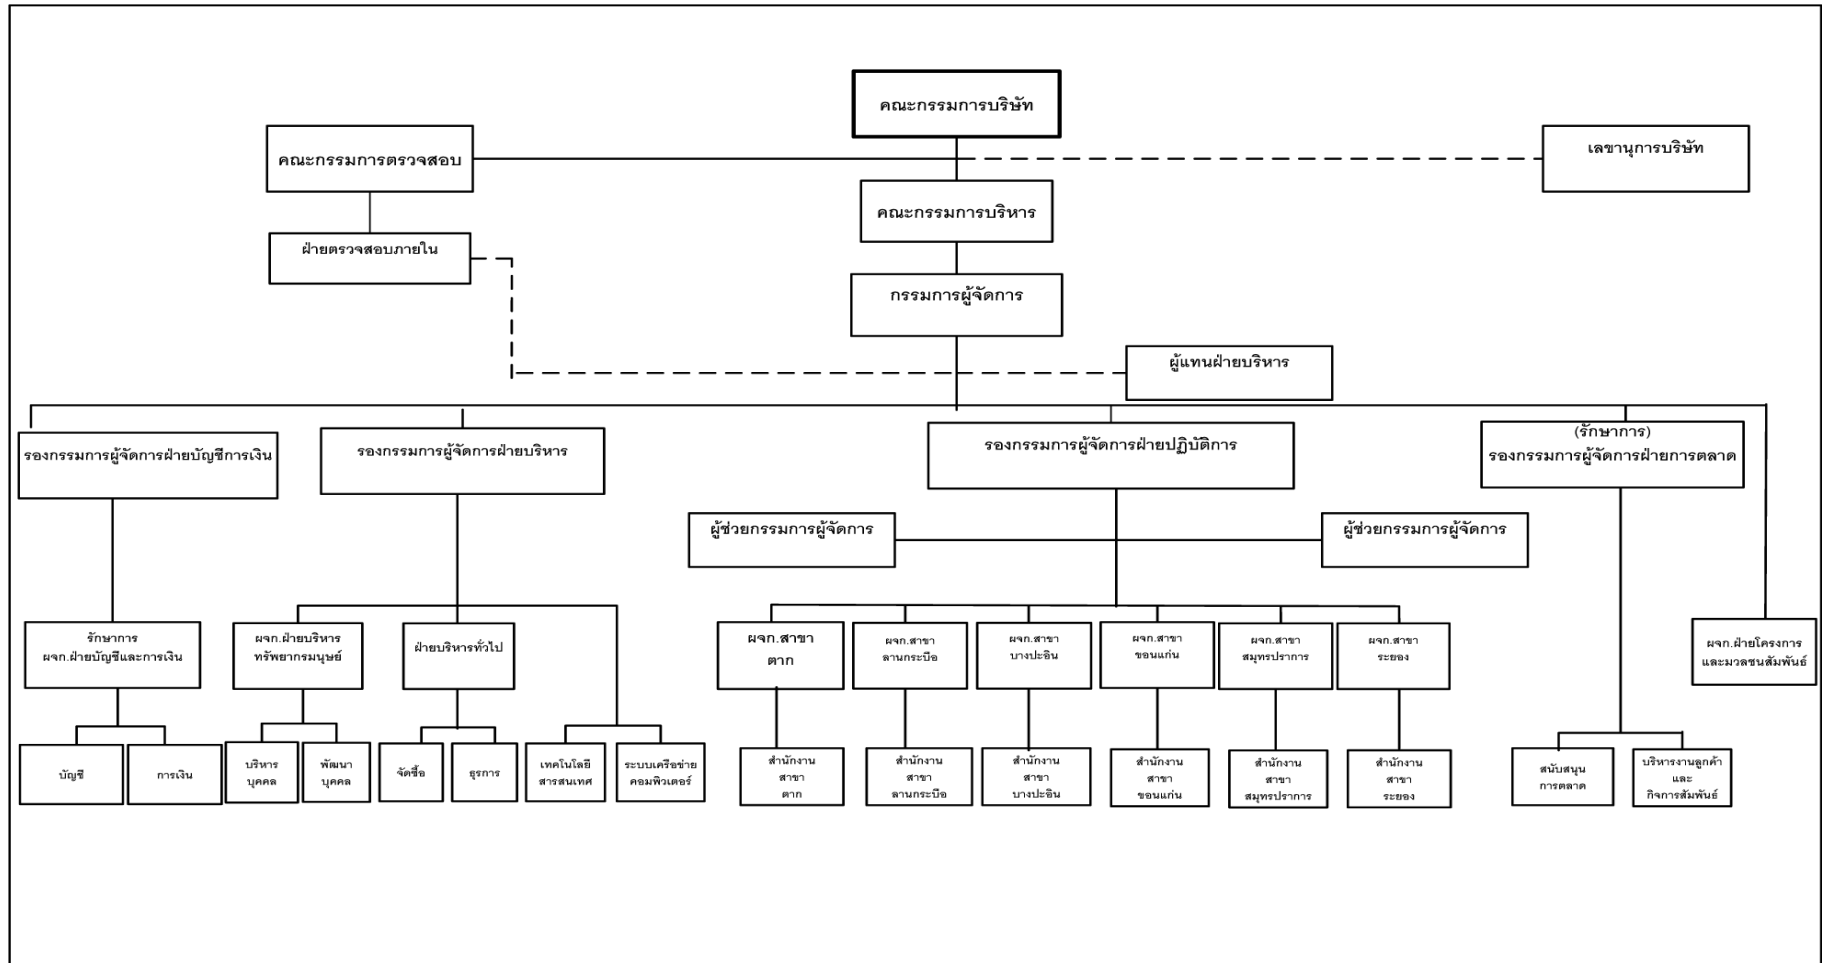 คณะกรรมการบริษัท
คณะกรรมการตรวจสอบ
เลขานุการบริษัท
คณะกรรมการบริหาร
ฝ่ายตรวจสอบภายใน
กรรมการผู้จัดการ
ผู้แทนฝ่ายบริหาร
รองกรรมการผู้จัดการฝ่ายบัญชีการเงิน
รองกรรมการผู้จัดการฝ่ายบริหาร
รองกรรมการผู้จัดการฝ่ายปฏิบัติการ
(รักษาการ)
รองกรรมการผู้จัดการฝ่ายการตลาด
ผู้ช่วยกรรมการผู้จัดการ
ผู้ช่วยกรรมการผู้จัดการ
รักษาการ
ผจก.ฝ่ายบัญชีและการเงิน
ผจก.ฝ่ายบริหาร
ทรัพยากรมนุษย์
ฝ่ายบริหารทั่วไป
ผจก.สาขา
ตาก
ผจก.สาขา
ลานกระบือ
ผจก.สาขา
บางปะอิน
ผจก.สาขา
ขอนแก่น
ผจก.สาขา
สมุทรปราการ
ผจก.สาขา
ระยอง
ผจก.ฝ่ายโครงการ
และมวลชนสัมพันธ์
บัญชี
การเงิน
บริหาร
บุคคล
พัฒนา
บุคคล
จัดซื้อ
ธุรการ
เทคโนโลยี
สารสนเทศ
ระบบเครือข่าย
คอมพิวเตอร์
สำนักงาน
สาขา
ตาก
สำนักงาน
สาขา
ลานกระบือ
สำนักงาน
สาขา
บางปะอิน
สำนักงาน
สาขา
ขอนแก่น
สำนักงาน
สาขา
สมุทรปราการ
สำนักงาน
สาขา
ระยอง
สนับสนุน
การตลาด
บริหารงานลูกค้า
และ
กิจการสัมพันธ์